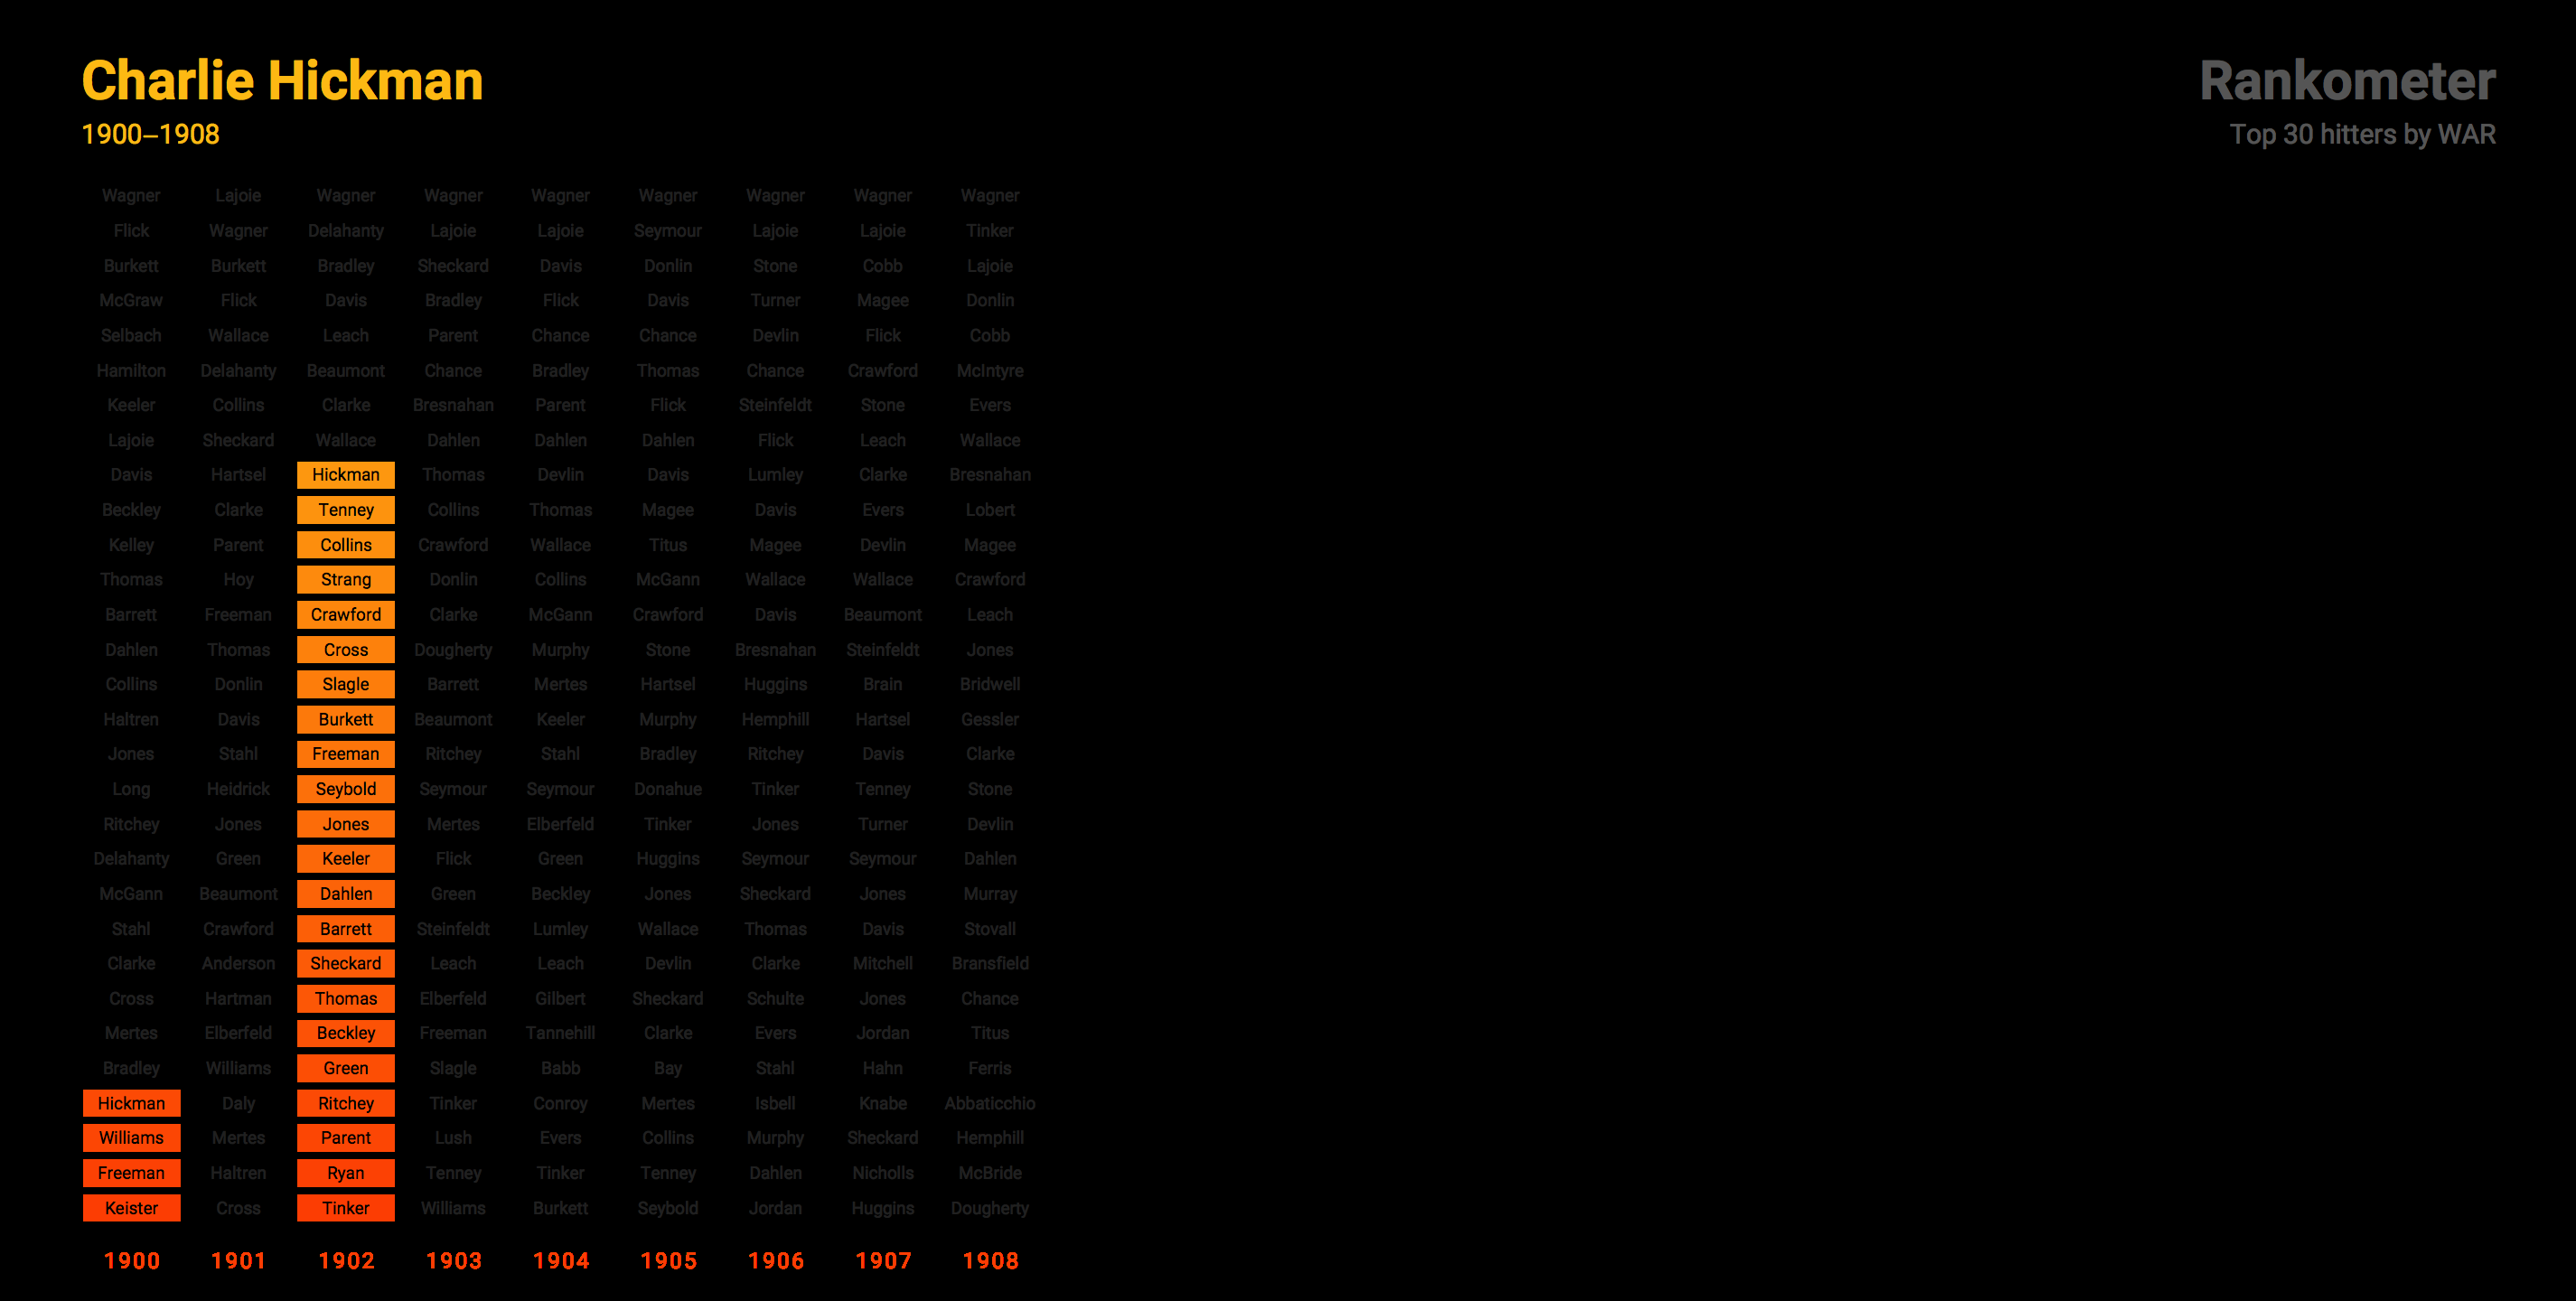 Charlie Hickman
1900–1908
Rankometer
Top 30 hitters by WAR
Wagner Lajoie Wagner Wagner Wagner Wagner Wagner Wagner Wagner
Flick Wagner Delahanty Lajoie Lajoie Seymour Lajoie Lajoie Tinker
Burkett Burkett Bradley Sheckard Davis Donlin Stone Cobb Lajoie
McGraw Flick Davis Bradley Flick Davis Turner Magee Donlin
Selbach Wallace Leach Parent Chance Chance Devlin Flick Cobb
Hamilton Delahanty Beaumont Chance Bradley Thomas Chance Crawford McIntyre
Keeler Collins Clarke Bresnahan Parent Flick Steinfeldt Stone Evers
Lajoie Sheckard Wallace Dahlen Dahlen Dahlen Flick Leach Wallace
Davis Hartsel Hickman Thomas Devlin Davis Lumley Clarke Bresnahan
Beckley Clarke Tenney Collins Thomas Magee Davis Evers Lobert
Kelley Parent Collins Crawford Wallace Titus Magee Devlin Magee
Thomas Hoy Strang Donlin Collins McGann Wallace Wallace Crawford
Barrett Freeman Crawford Clarke McGann Crawford Davis Beaumont Leach
Dahlen Thomas Cross Dougherty Murphy Stone Bresnahan Steinfeldt Jones
Collins Donlin Slagle Barrett Mertes Hartsel Huggins Brain Bridwell
Haltren Davis Burkett Beaumont Keeler Murphy Hemphill Hartsel Gessler
Jones Stahl Freeman Ritchey Stahl Bradley Ritchey Davis Clarke
Long Heidrick Seybold Seymour Seymour Donahue Tinker Tenney Stone
Ritchey Jones Jones Mertes Elberfeld Tinker Jones Turner Devlin
Delahanty Green Keeler Flick Green Huggins Seymour Seymour Dahlen
McGann Beaumont Dahlen Green Beckley Jones Sheckard Jones Murray
Stahl Crawford Barrett Steinfeldt Lumley Wallace Thomas Davis Stovall
Clarke Anderson Sheckard Leach Leach Devlin Clarke Mitchell Bransfield
Cross Hartman Thomas Elberfeld Gilbert Sheckard Schulte Jones Chance
Mertes Elberfeld Beckley Freeman Tannehill Clarke Evers Jordan Titus
Bradley Williams Green Slagle Babb Bay Stahl Hahn Ferris
Hickman Daly Ritchey Tinker Conroy Mertes Isbell Knabe Abbaticchio
Williams Mertes Parent Lush Evers Collins Murphy Sheckard Hemphill
Freeman Haltren Ryan Tenney Tinker Tenney Dahlen Nicholls McBride
Keister Cross Tinker Williams Burkett Seybold Jordan Huggins Dougherty
1900 1901 1902 1903 1904 1905 1906 1907 1908